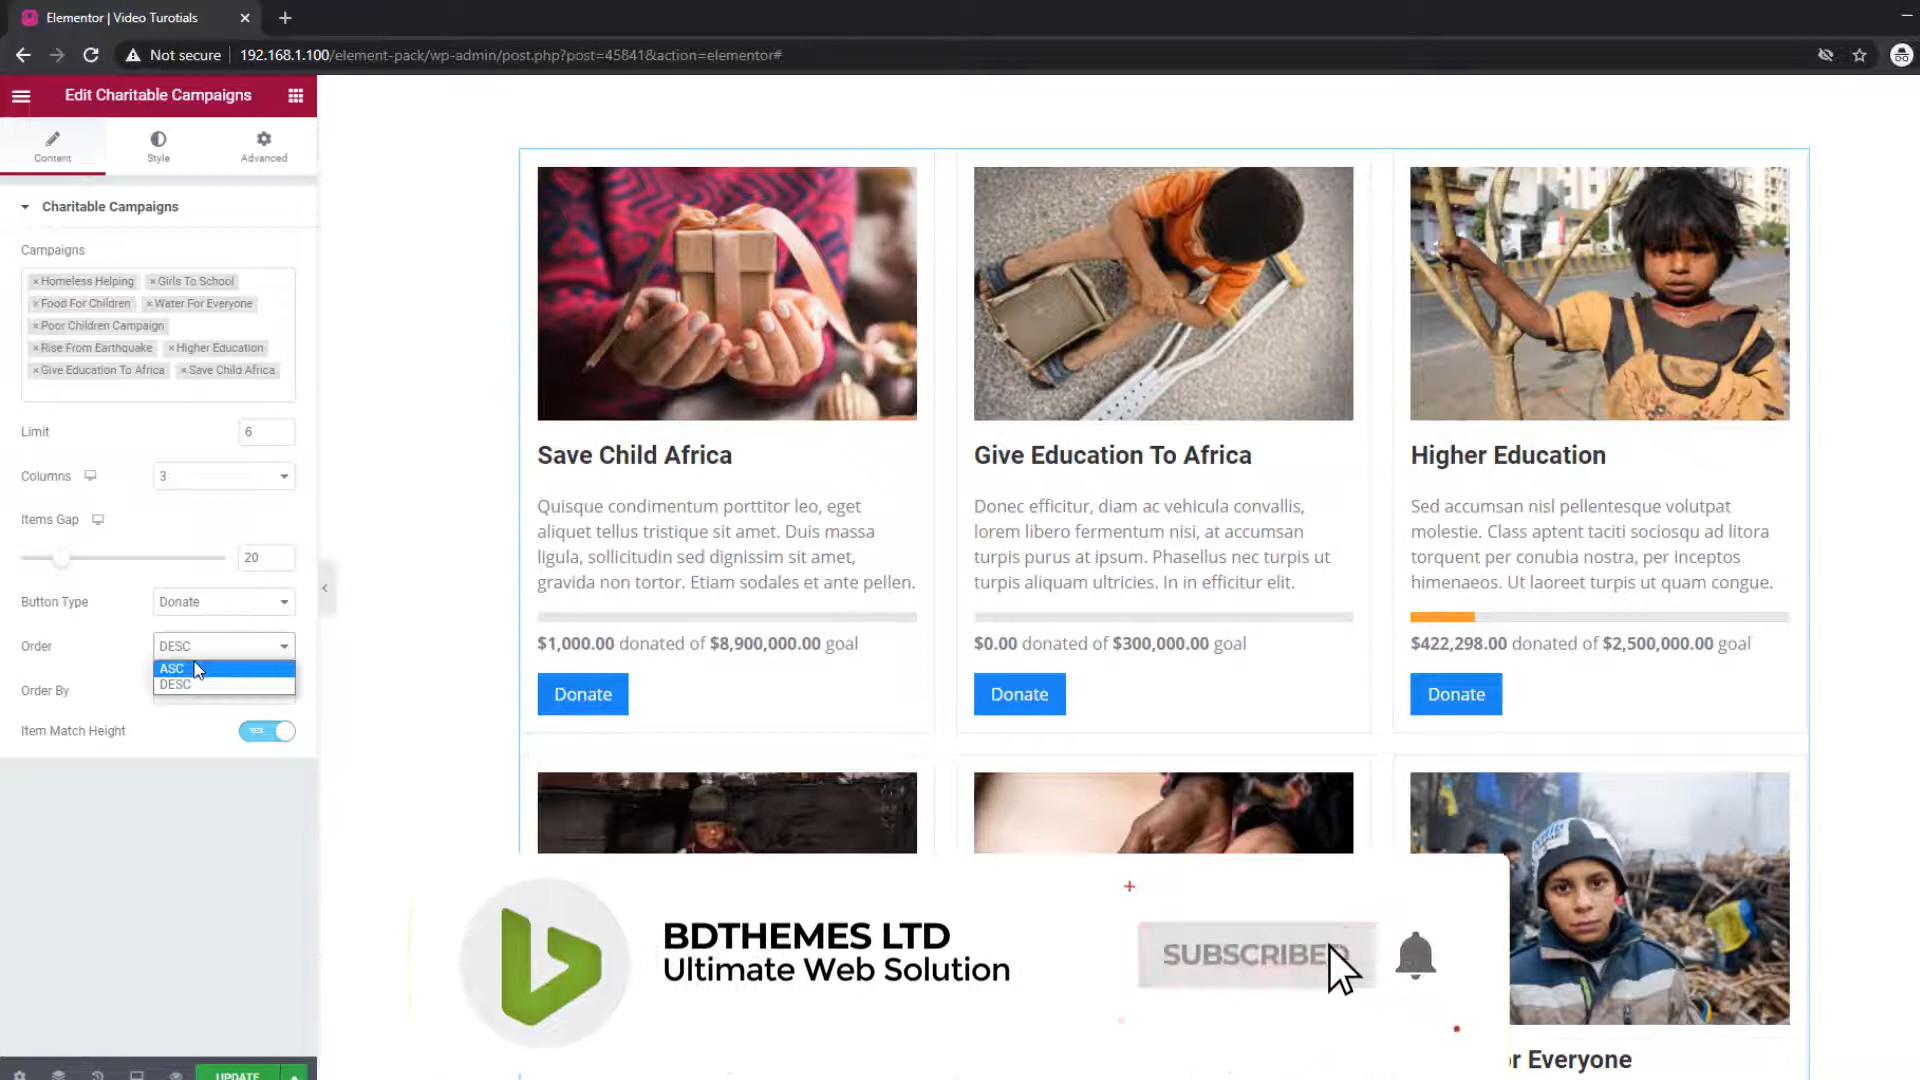 Elementor | Video Turotials
Not secure
192.168.1.100/element-pack/wp-admin/post.php?post=45841&action=elementor#
Edit Charitable Campaigns
Content
Style
Advanced
Charitable Campaigns
Campaigns
×Homeless Helping ×Girls To School
×Food For Children ×Water For Everyone
×Poor Children Campaign
×Rise From Earthquake ×Higher Education
×Give Education To Africa ×Save Child Africa
Limit 6
Columns 3
Items Gap
20
Button Type Donate
Order DESC
ASC
DESC
Order By
Item Match Height YES
UPDATE
Save Child Africa
Quisque condimentum porttitor leo, eget
aliquet tellus tristique sit amet. Duis massa
ligula, sollicitudin sed dignissim sit amet,
gravida non tortor. Etiam sodales et ante pellen.
$1,000.00 donated of $8,900,000.00 goal
Donate
Give Education To Africa
Donec efficitur, diam ac vehicula convallis,
lorem libero fermentum nisi, at accumsan
turpis purus at ipsum. Phasellus nec turpis ut
turpis aliquam ultricies. In in efficitur elit.
$0.00 donated of $300,000.00 goal
Donate
Higher Education
Sed accumsan nisl pellentesque volutpat
molestie. Class aptent taciti sociosqu ad litora
torquent per conubia nostra, per inceptos
himenaeos. Ut laoreet turpis ut quam congue.
$422,298.00 donated of $2,500,000.00 goal
Donate
BDTHEMES LTD
Ultimate Web Solution
SUBSCRIBED
r Everyone